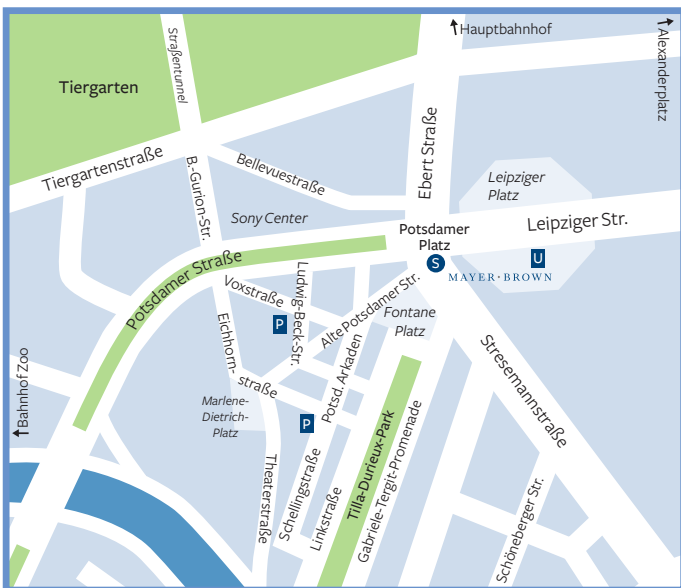 Hauptbahnhof
Alexanderplatz
Straßentunnel
Tiergarten
Ebert Straße
Tiergartenstraße
Bellevuestraße
B.-Gurion-Str.
Leipziger
Platz
Sony Center
Leipziger Str.
Potsdamer
Platz
S
U
MAYER·BROWN
Potsdamer Straße
Voxstraße
Ludwig-Beck-Str.
Alte Potsdamer Str.
Fontane
Platz
P
Eichhorn-
straße
Potsd. Arkaden
Stresemannstraße
Bahnhof Zoo
Marlene-
Dietrich-
Platz
P
Tilla-Durieux-Park
Gabriele-Tergit-Promenade
Theaterstraße
Schellingstraße
Linkstraße
Schöneberger Str.